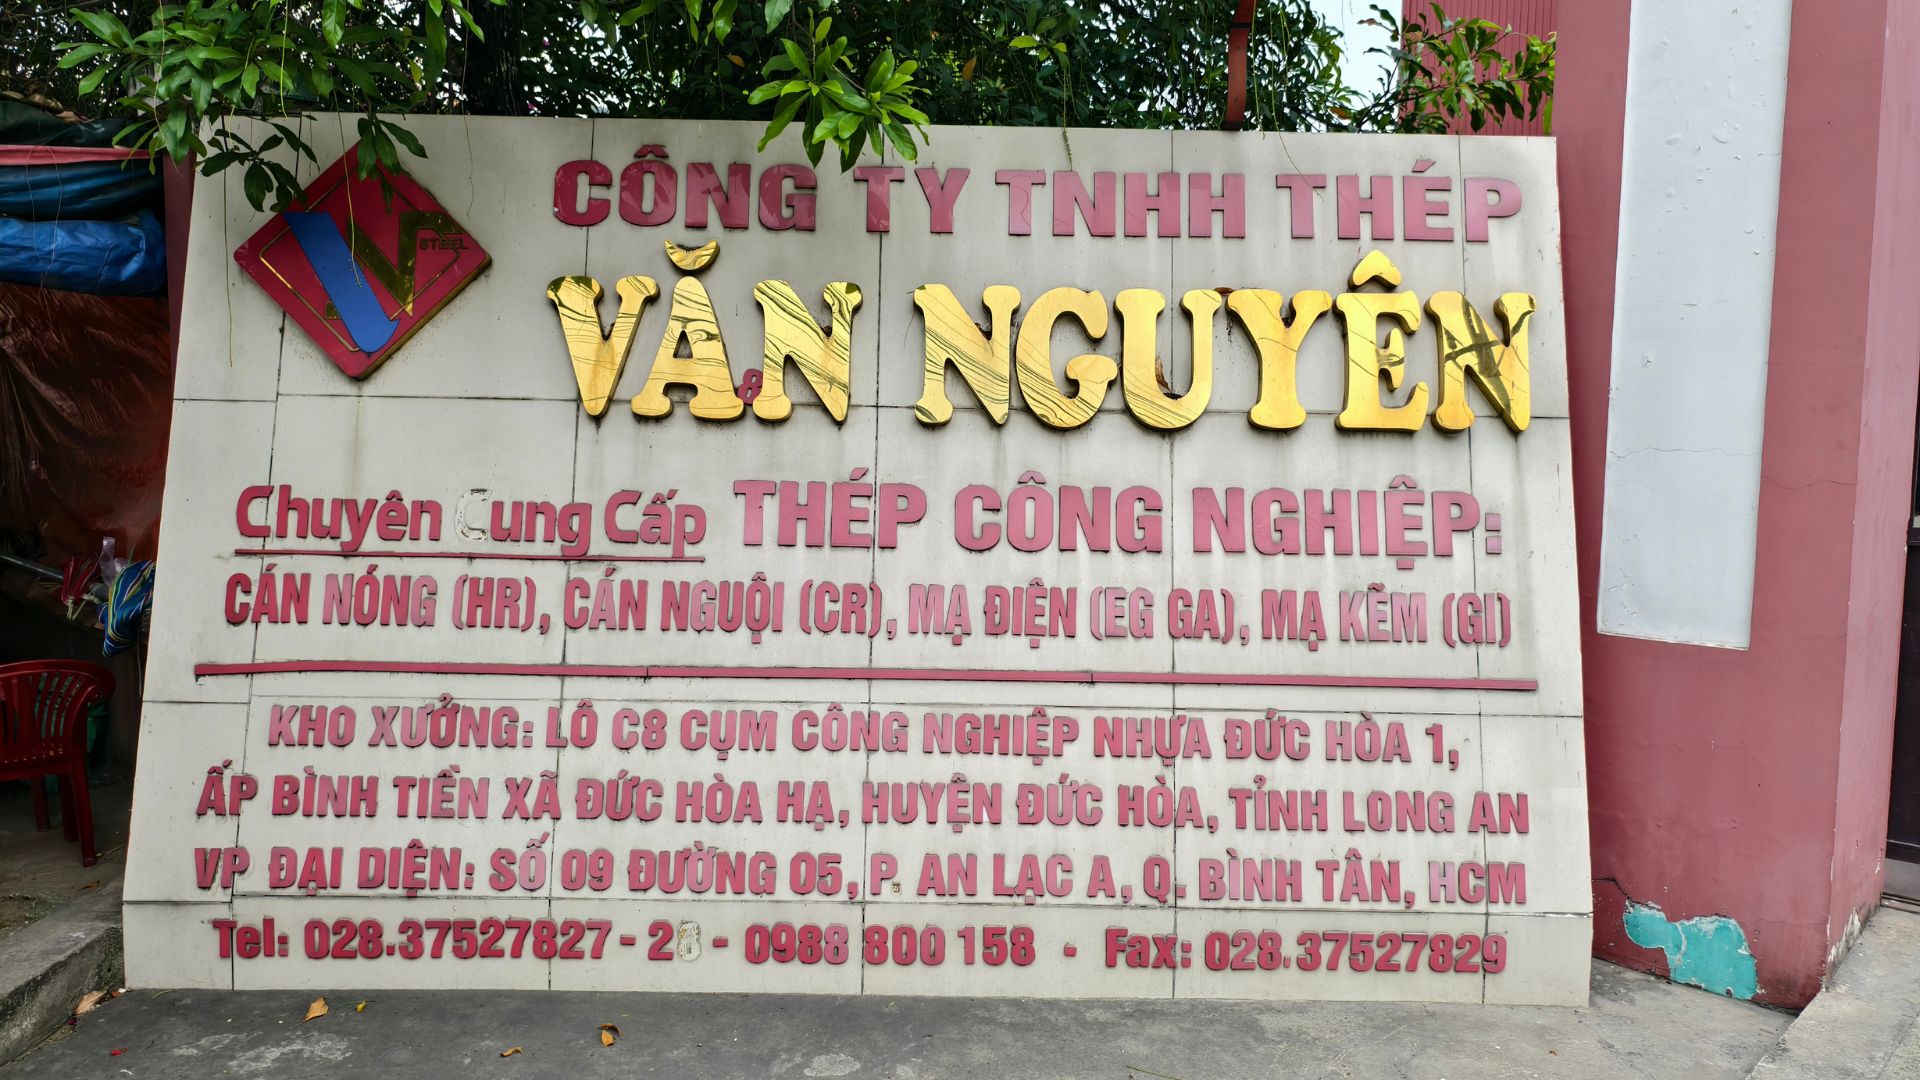 CÔNG TY TNHH THÉP
STEEL
VĂN NGUYÊN
Chuyên Cung Cấp THÉP CÔNG NGHIỆP:
CÁN NÓNG (HR), CÁN NGUỘI (CR), MẠ ĐIỆN (EG GA), MẠ KẼM (GI)
KHO XƯỞNG: LÔ C8 CỤM CÔNG NGHIỆP NHỰA ĐỨC HÒA 1,
ẤP BÌNH TIỀN XÃ ĐỨC HÒA HẠ, HUYỆN ĐỨC HÒA, TỈNH LONG AN
VP ĐẠI DIỆN: SỐ 09 ĐƯỜNG 05, P. AN LẠC A, Q. BÌNH TÂN, HCM
Tel: 028.37527827 - 28 - 0988 800 158 - Fax: 028.37527829